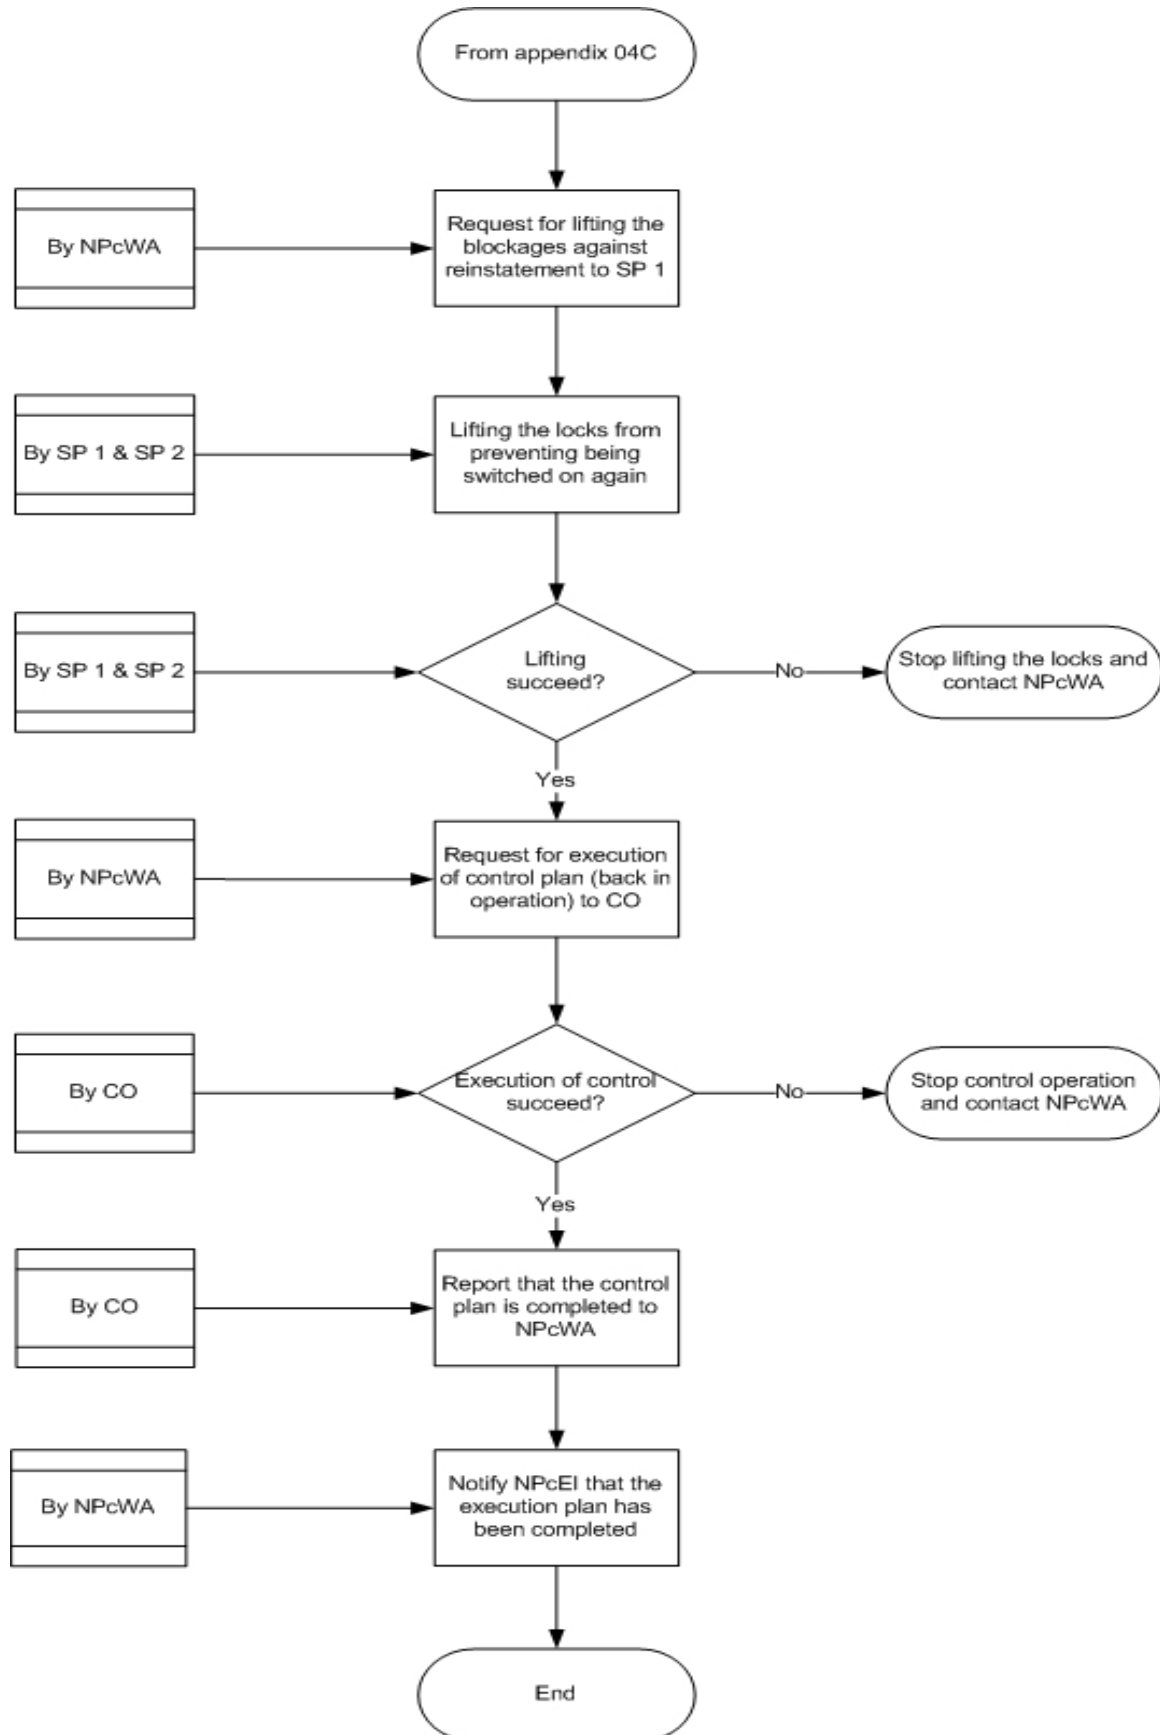 From appendix 04C
By NPcWA
Request for lifting the
blockages against
reinstatement to SP 1
By SP 1 & SP 2
Lifting the locks from
preventing being
switched on again
By SP 1 & SP 2
Lifting
succeed?
No
Stop lifting the locks and
contact NPcWA
Yes
By NPcWA
Request for execution
of control plan (back in
operation) to CO
By CO
Execution of control
succeed?
No
Stop control operation
and contact NPcWA
Yes
By CO
Report that the control
plan is completed to
NPcWA
By NPcWA
Notify NPcEI that the
execution plan has
been completed
End